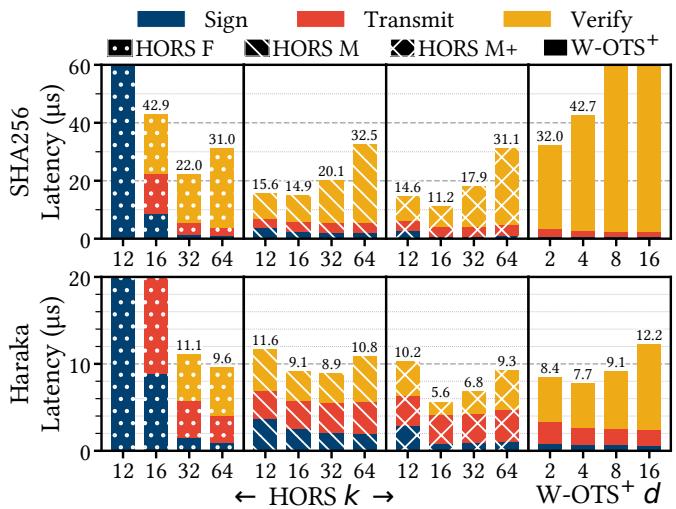 Sign Transmit Verify
HORS F HORS M HORS M+ W-OTS⁺
SHA256
Latency (μs)
60
40
20
0
42.9 22.0 31.0
15.6 14.9 20.1 32.5
14.6 11.2 17.9 31.1
32.0 42.7
12 16 32 64 12 16 32 64 12 16 32 64 2 4 8 16
Haraka
Latency (μs)
20
10
0
11.1 9.6
11.6 9.1 8.9 10.8
10.2 5.6 6.8 9.3
8.4 7.7 9.1 12.2
12 16 32 64 12 16 32 64 12 16 32 64 2 4 8 16
← HORS k → W-OTS⁺ d